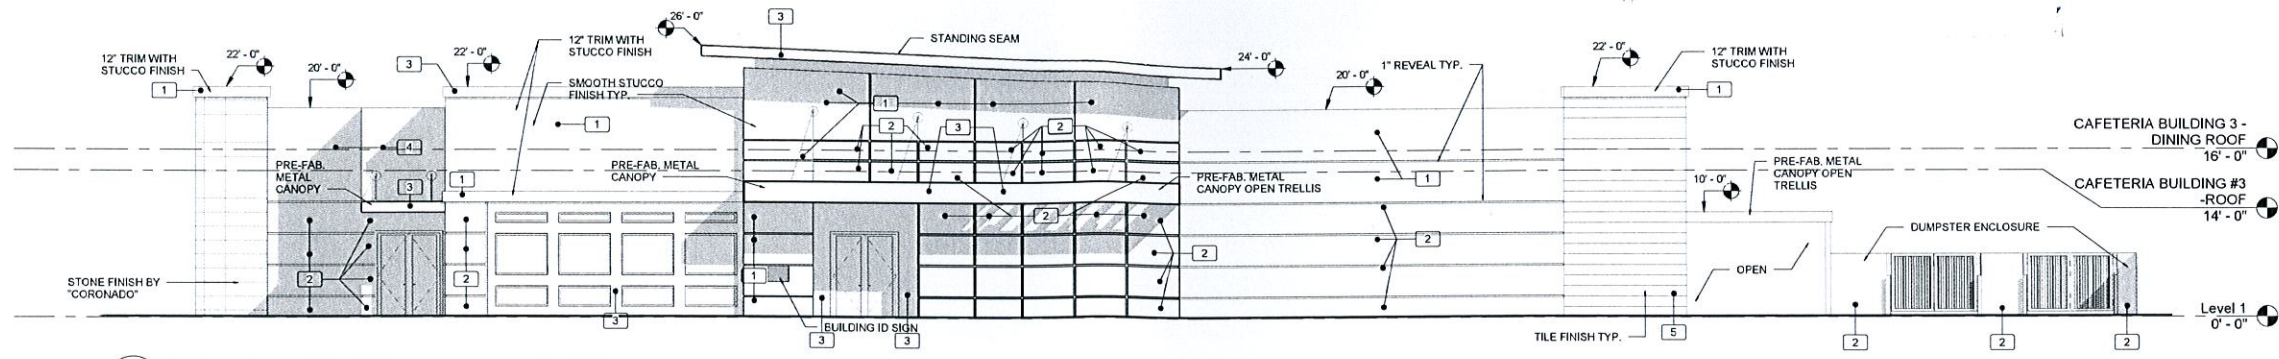 26' - 0"
3
STANDING SEAM
12" TRIM WITH
STUCCO FINISH
22' - 0"
20' - 0"
3
22' - 0"
12" TRIM WITH
STUCCO FINISH
SMOOTH STUCCO
FINISH TYP.
24' - 0"
20' - 0"
1" REVEAL TYP.
22' - 0"
12" TRIM WITH
STUCCO FINISH
1
1
1
1
2
3
2
4
PRE-FAB.
METAL
CANOPY
3
1
PRE-FAB. METAL
CANOPY
PRE-FAB. METAL
CANOPY OPEN TRELLIS
1
10' - 0"
PRE-FAB. METAL
CANOPY OPEN
TRELLIS
CAFETERIA BUILDING 3 -
DINING ROOF
16' - 0"
CAFETERIA BUILDING #3
-ROOF
14' - 0"
2
2
2
DUMPSTER ENCLOSURE
STONE FINISH BY
"CORONADO"
2
2
1
OPEN
3
BUILDING ID SIGN
3
3
TILE FINISH TYP.
5
2
2
2
Level 1
0' - 0"